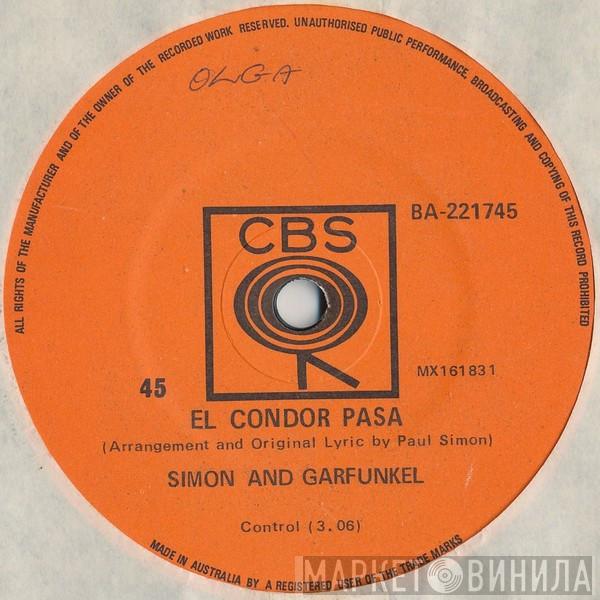 ALL RIGHTS OF THE MANUFACTURER AND OF THE OWNER OF THE RECORDED WORK RESERVED. UNAUTHORISED PUBLIC PERFORMANCE, BROADCASTING AND COPYING OF THIS RECORD PROHIBITED
OLGA
CBS
BA-221745
45
MX161831
EL CONDOR PASA
(Arrangement and Original Lyric by Paul Simon)
SIMON AND GARFUNKEL
Control (3.06)
MADE IN AUSTRALIA BY A REGISTERED USER OF THE TRADE MARKS
МАРКЕТ ВИНИЛА